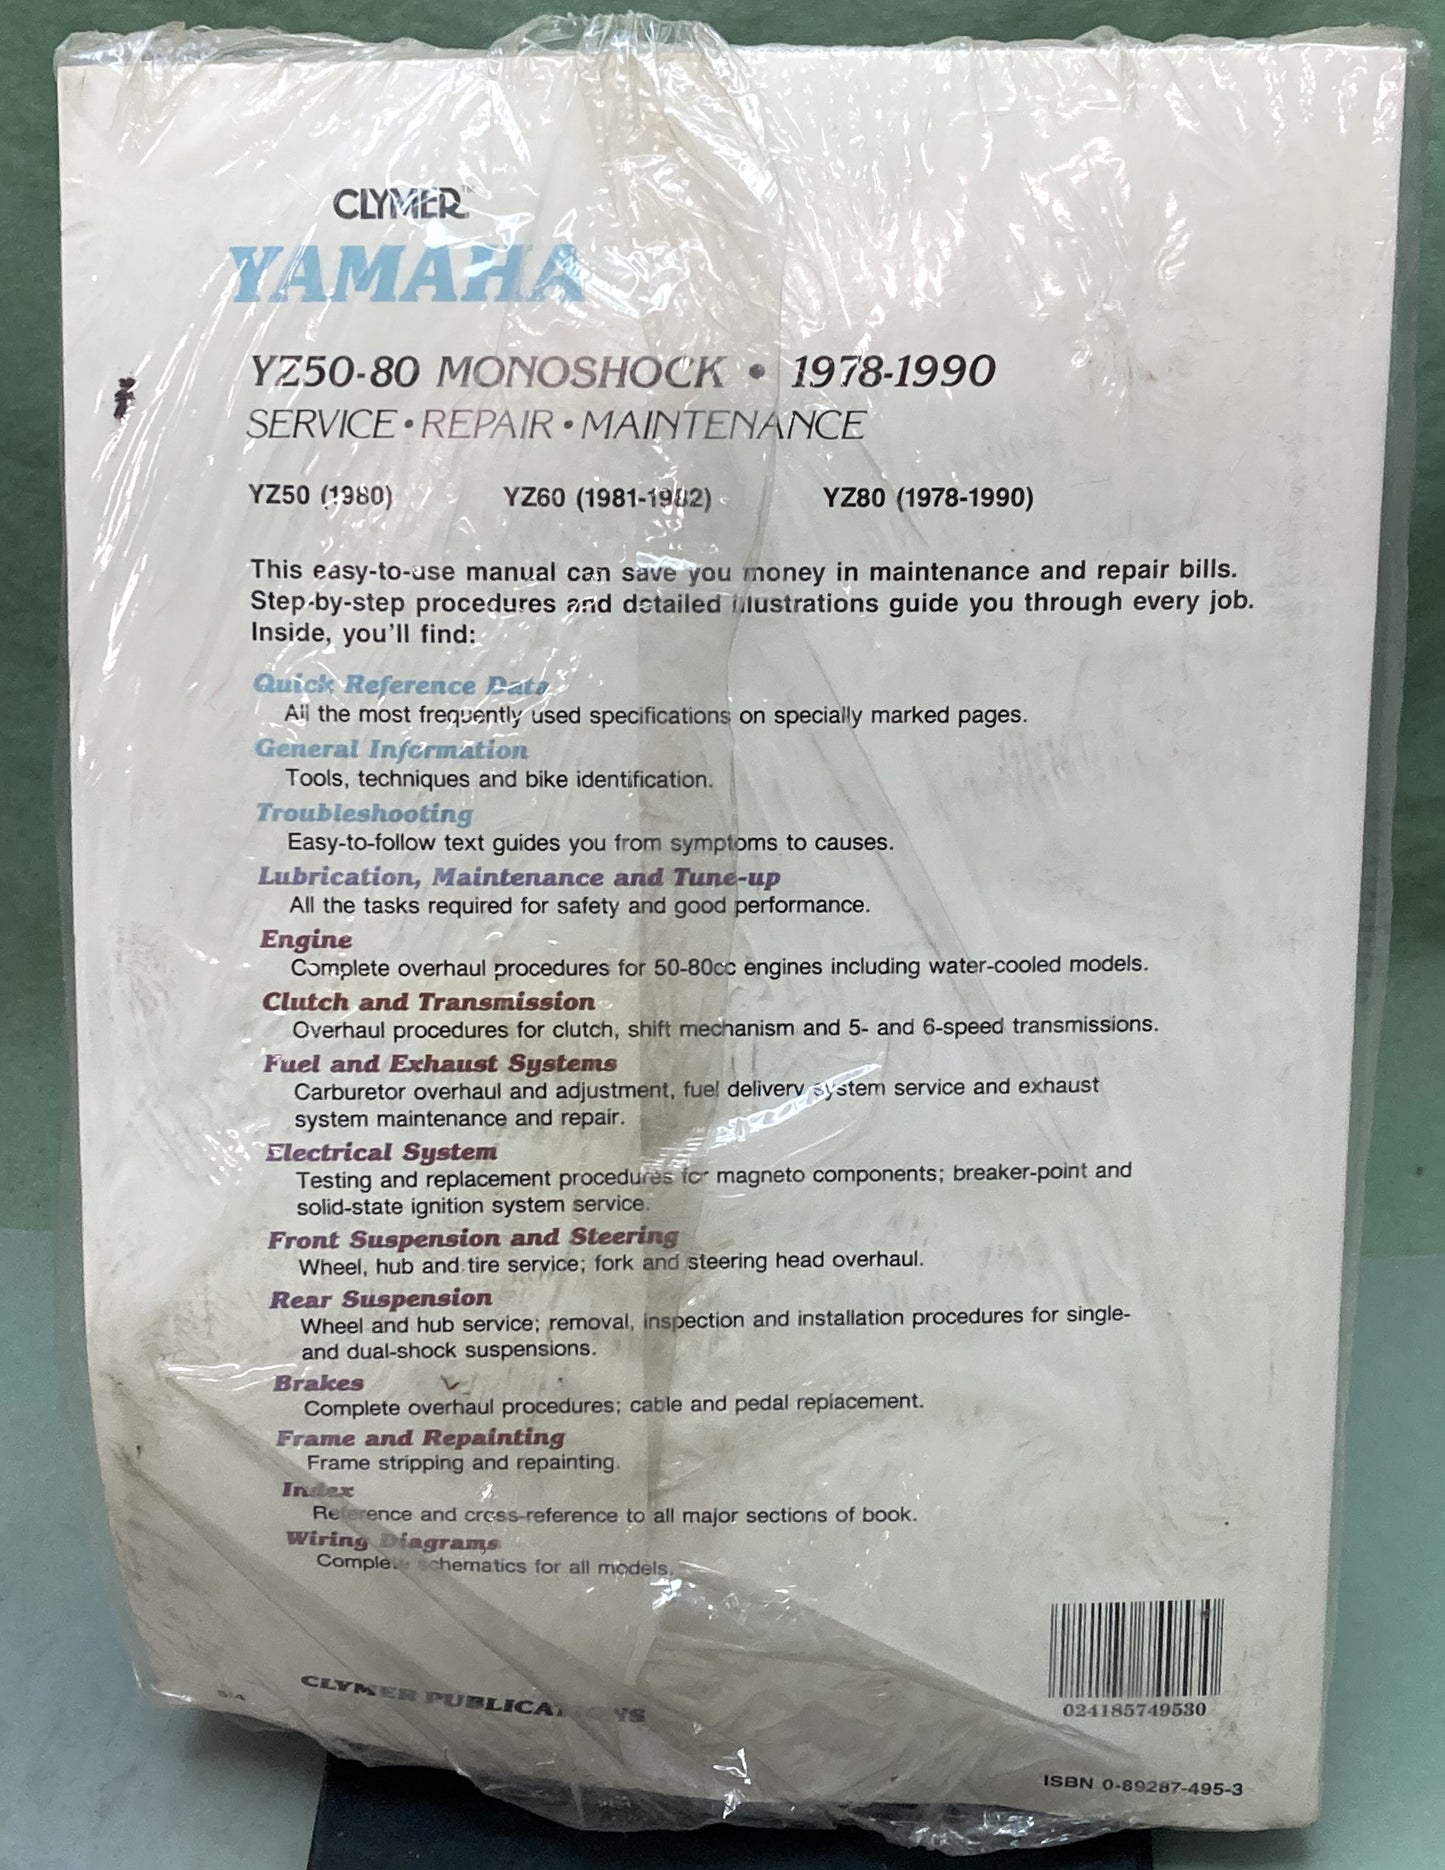 CLYMER™
YAMAHA
YZ50-80 MONOSHOCK • 1978-1990
SERVICE • REPAIR • MAINTENANCE
YZ50 (1980) YZ60 (1981-1982) YZ80 (1978-1990)
This easy-to-use manual can save you money in maintenance and repair bills.
Step-by-step procedures and detailed illustrations guide you through every job.
Inside, you'll find:
Quick Reference Data
All the most frequently used specifications on specially marked pages.
General Information
Tools, techniques and bike identification.
Troubleshooting
Easy-to-follow text guides you from symptoms to causes.
Lubrication, Maintenance and Tune-up
All the tasks required for safety and good performance.
Engine
Complete overhaul procedures for 50-80cc engines including water-cooled models.
Clutch and Transmission
Overhaul procedures for clutch, shift mechanism and 5- and 6-speed transmissions.
Fuel and Exhaust Systems
Carburetor overhaul and adjustment, fuel delivery system service and exhaust
system maintenance and repair.
Electrical System
Testing and replacement procedures for magneto components; breaker-point and
solid-state ignition system service.
Front Suspension and Steering
Wheel, hub and tire service; fork and steering head overhaul.
Rear Suspension
Wheel and hub service; removal, inspection and installation procedures for single-
and dual-shock suspensions.
Brakes
Complete overhaul procedures; cable and pedal replacement.
Frame and Repainting
Frame stripping and repainting.
Index
Reference and cross-reference to all major sections of book.
Wiring Diagrams
Complete schematics for all models.
CLYMER PUBLICATIONS
024185749530
ISBN 0-89287-495-3